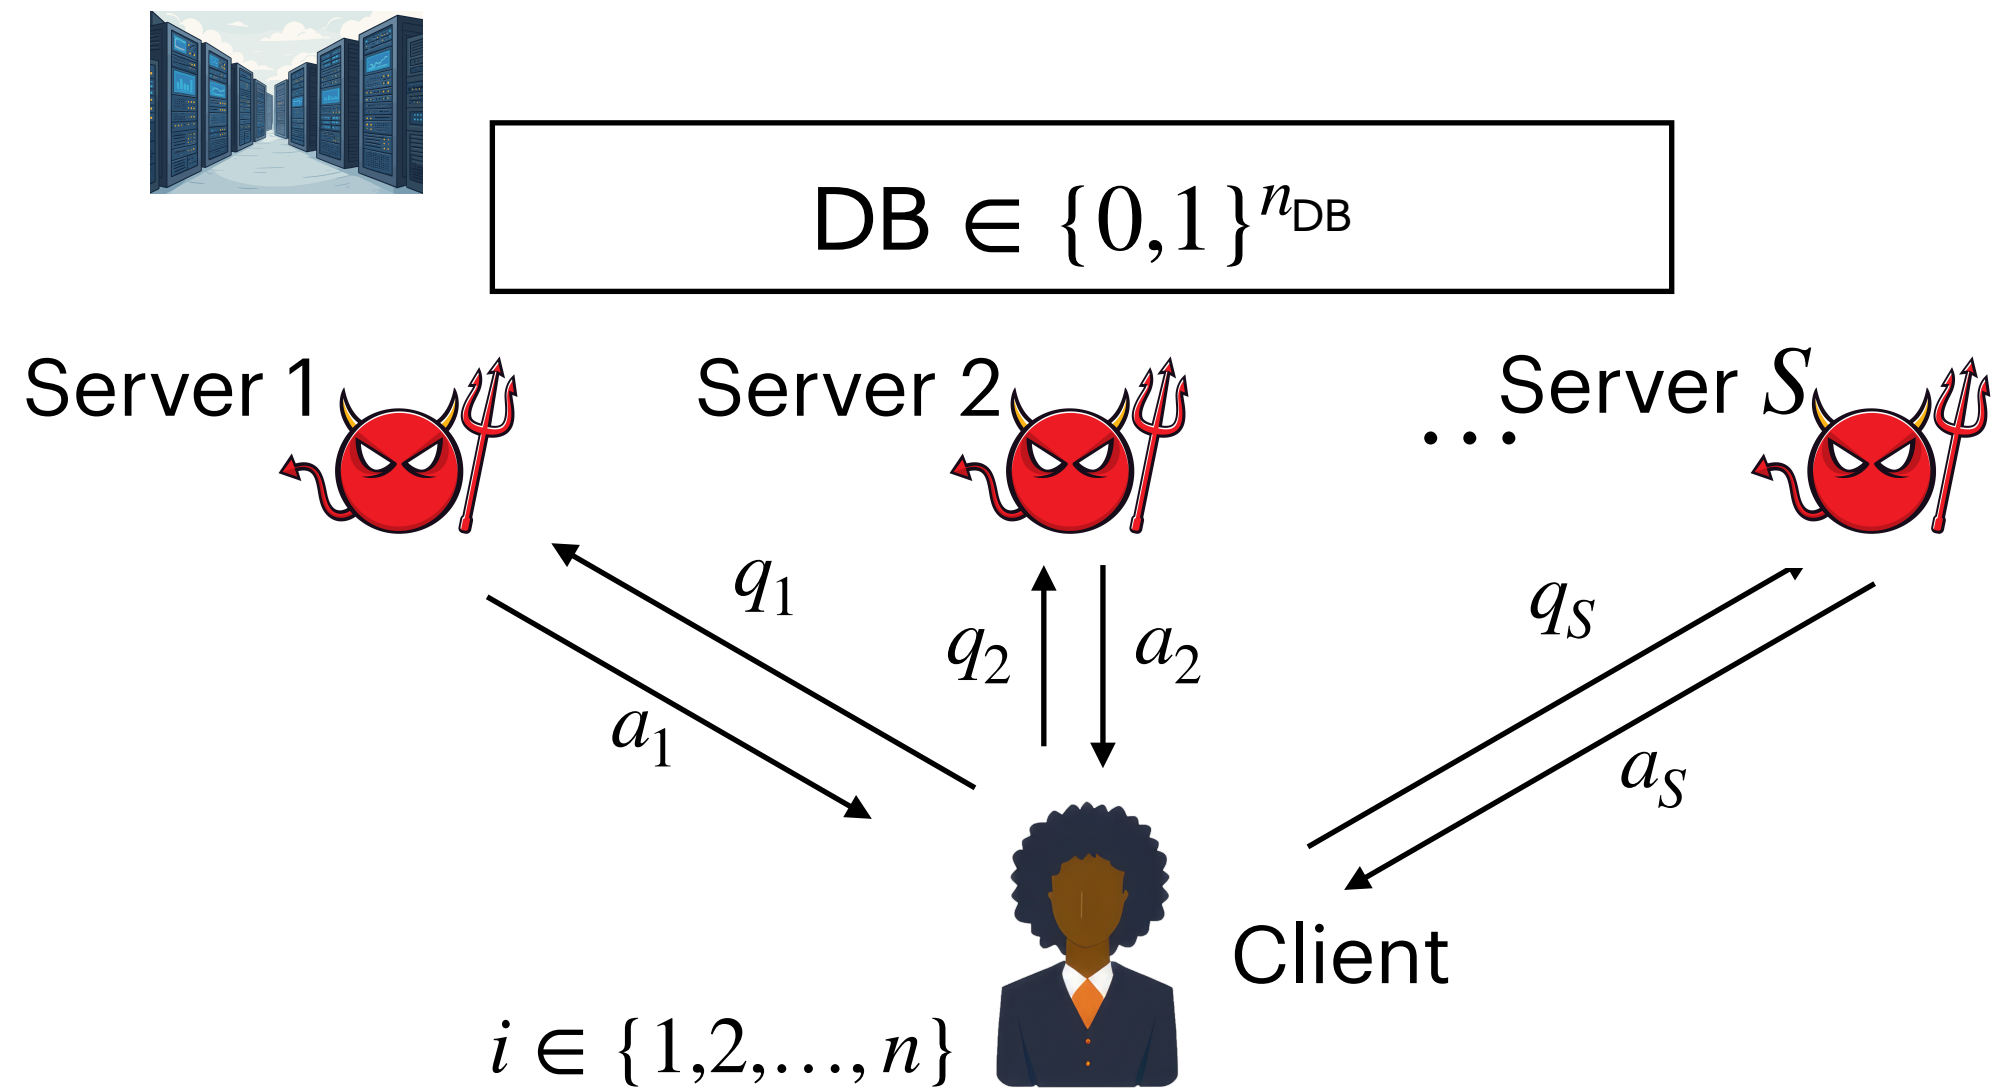 DB ∈ {0,1}^{n_DB}
Server 1
Server 2
...
Server S
q_1
a_1
q_2
a_2
q_S
a_S
Client
i ∈ {1,2,...,n}